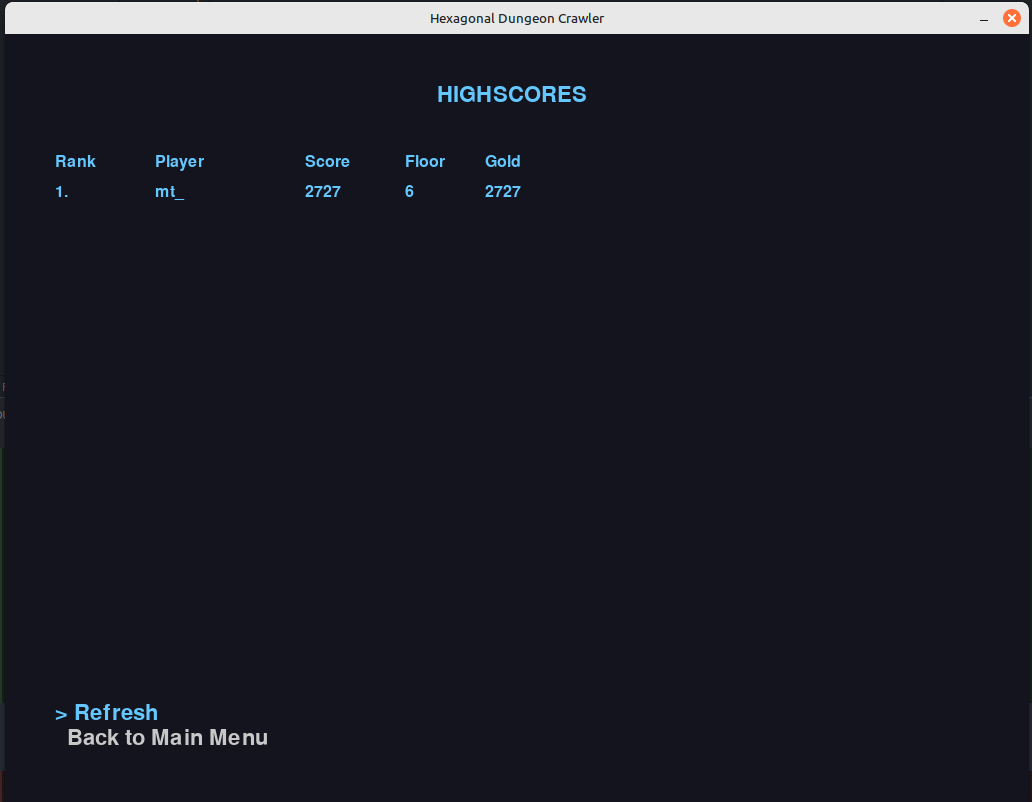 Hexagonal Dungeon Crawler
HIGHSCORES
Rank Player Score Floor Gold
1. mt_ 2727 6 2727
> Refresh
Back to Main Menu